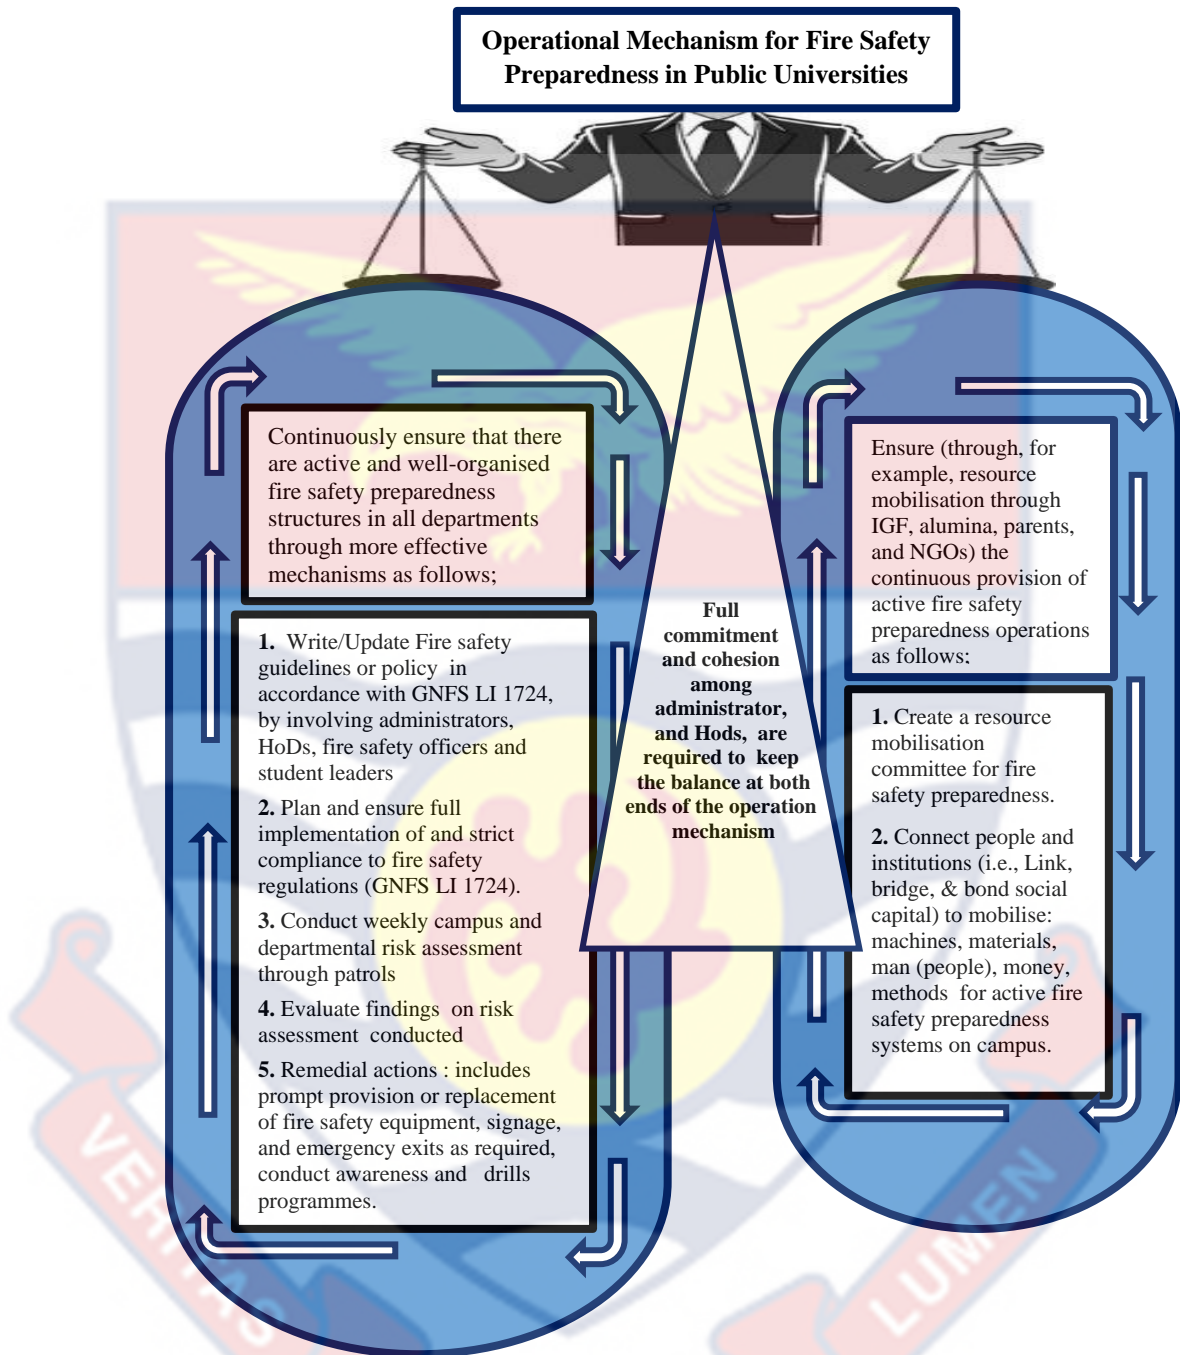 Operational Mechanism for Fire Safety
Preparedness in Public Universities
Continuously ensure that there
are active and well-organised
fire safety preparedness
structures in all departments
through more effective
mechanisms as follows;
1. Write/Update Fire safety
guidelines or policy in
accordance with GNFS LI 1724,
by involving administrators,
HoDs, fire safety officers and
student leaders
2. Plan and ensure full
implementation of and strict
compliance to fire safety
regulations (GNFS LI 1724).
3. Conduct weekly campus and
departmental risk assessment
through patrols
4. Evaluate findings on risk
assessment conducted
5. Remedial actions : includes
prompt provision or replacement
of fire safety equipment, signage,
and emergency exits as required,
conduct awareness and drills
programmes.
Full
commitment
and cohesion
among
administrator,
and Hods, are
required to keep
the balance at both
ends of the operation
mechanism
Ensure (through, for
example, resource
mobilisation through
IGF, alumina, parents,
and NGOs) the
continuous provision of
active fire safety
preparedness operations
as follows;
1. Create a resource
mobilisation
committee for fire
safety preparedness.
2. Connect people and
institutions (i.e., Link,
bridge, & bond social
capital) to mobilise:
machines, materials,
man (people), money,
methods for active fire
safety preparedness
systems on campus.
VERITAS
LUMEN